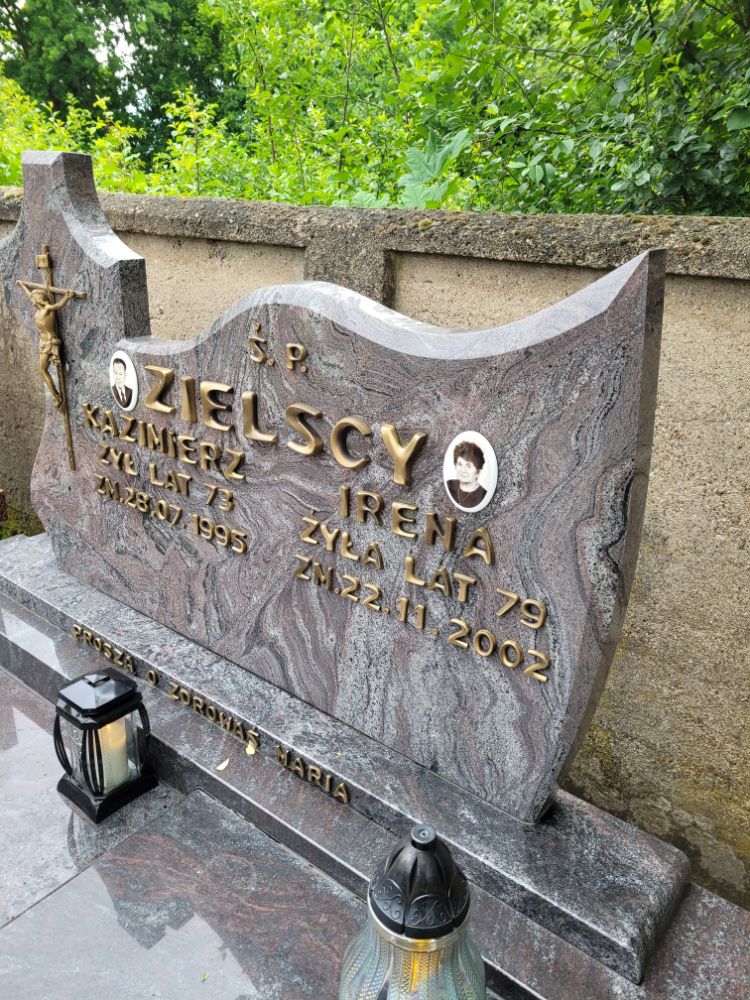 Ś. P.
ZIELSCY
KAZIMIERZ
ŻYŁ LAT 73
ZM.28.07.1995
IRENA
ŻYŁA LAT 79
ZM.22.11.2002
PROSZĄ O ZDROWAŚ MARIA